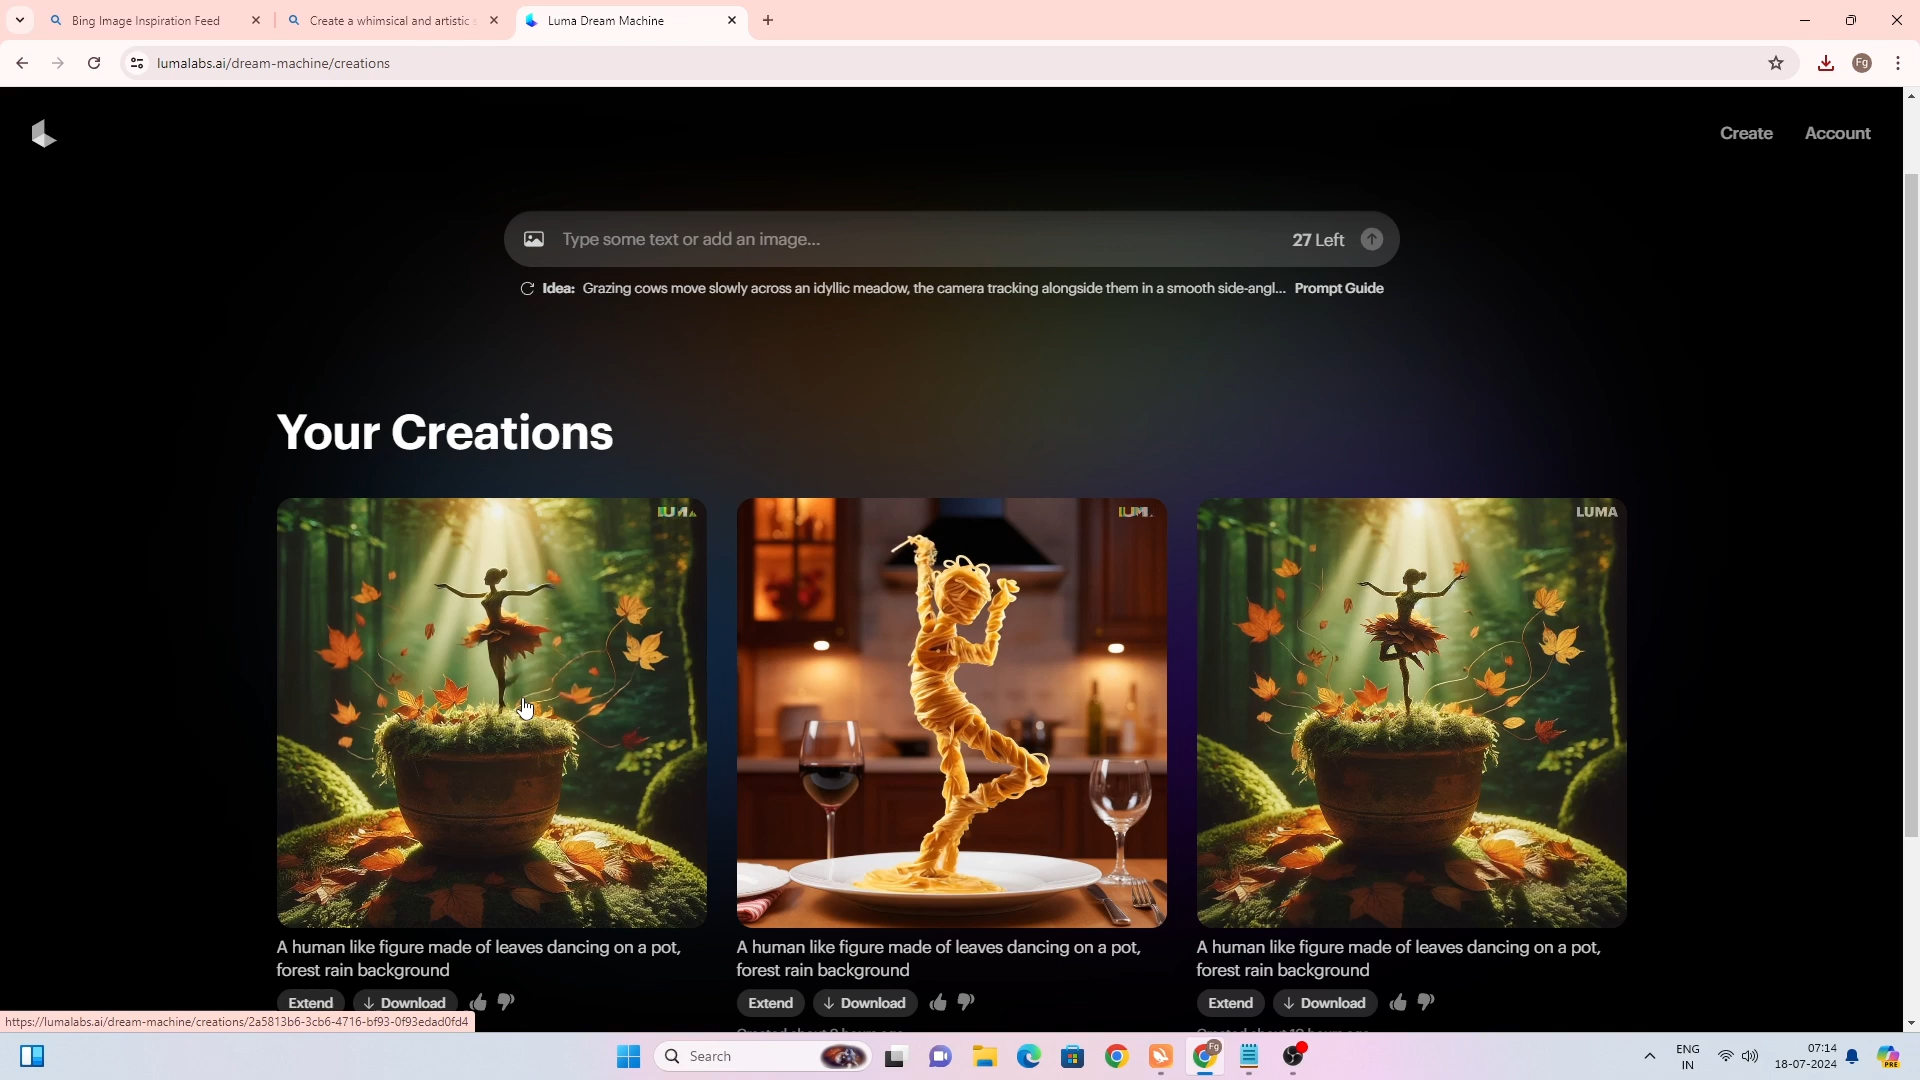 Bing Image Inspiration Feed
Create a whimsical and artistic s
Luma Dream Machine
lumalabs.ai/dream-machine/creations
Fg
Create
Account
Type some text or add an image...
27 Left
Idea: Grazing cows move slowly across an idyllic meadow, the camera tracking alongside them in a smooth side-angl...
Prompt Guide
Your Creations
LUMA
LUM
LUMA
A human like figure made of leaves dancing on a pot,
forest rain background
A human like figure made of leaves dancing on a pot,
forest rain background
A human like figure made of leaves dancing on a pot,
forest rain background
Extend
Download
Extend
Download
Extend
Download
https://lumalabs.ai/dream-machine/creations/2a5813b6-3cb6-4716-bf93-0f93edad0fd4
Search
Fg
ENG
IN
07:14
18-07-2024
PRE